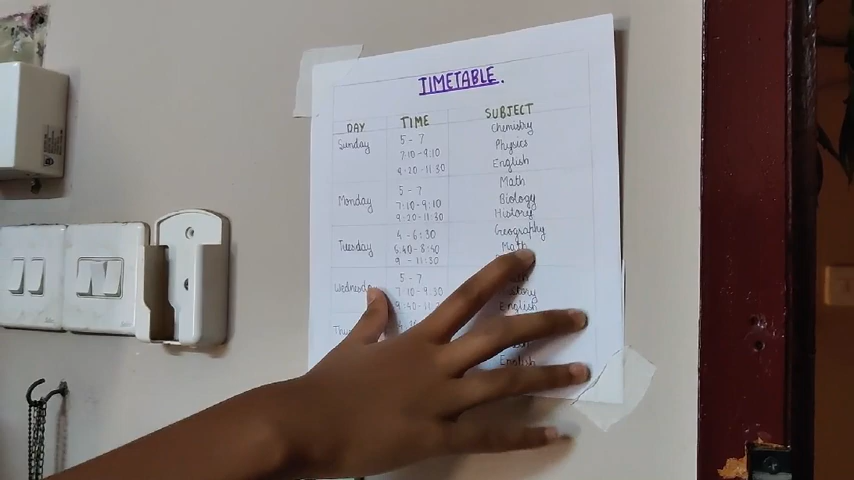 TIMETABLE.
DAY TIME SUBJECT
Sunday 5 - 7 Chemistry
7:10 - 9:10 Physics
9:20 - 11:30 English
Monday 5 - 7 Math
7:10 - 9:10 Biology
9:20 - 11:30 History
Tuesday 4 - 6:30 Geography
6:40 - 8:40 Math
9 - 11:30
Wednesday 5 - 7
7:10 - 9:30
English
English